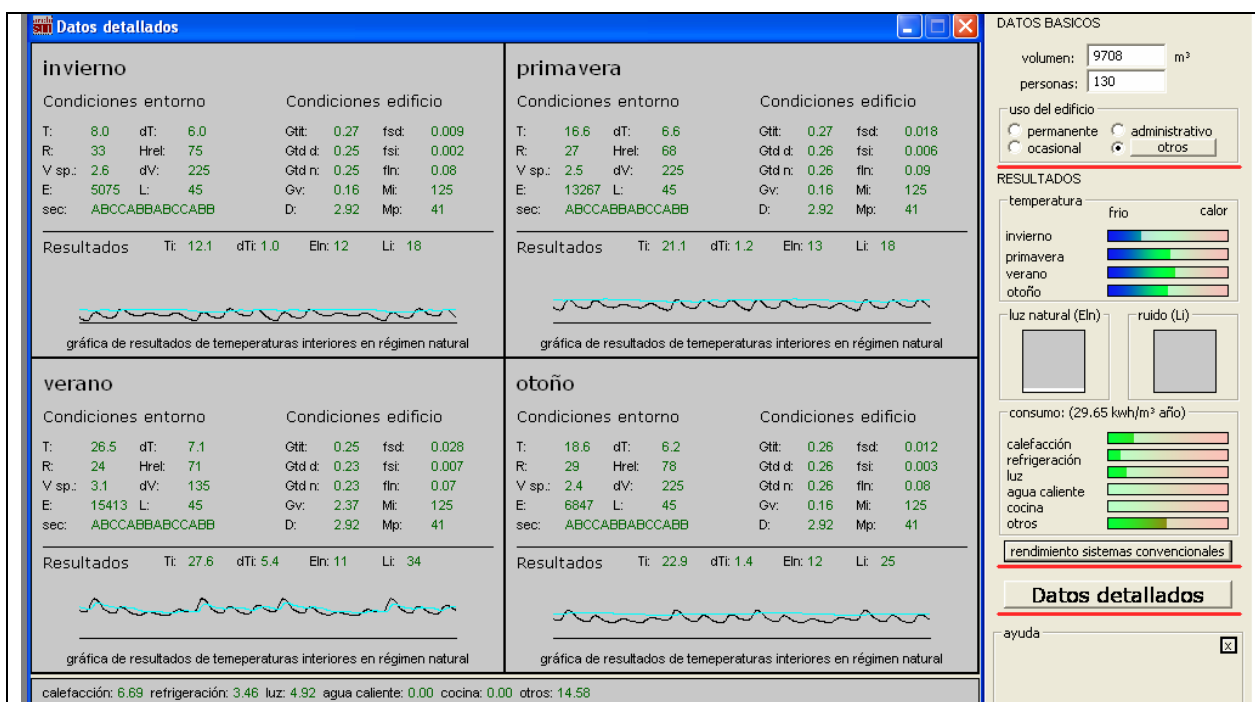 Datos detallados
invierno
Condiciones entorno Condiciones edificio
T: 8.0 dT: 6.0 Gtit: 0.27 fsd: 0.009
R: 33 Hrel: 75 Gtd d: 0.25 fsi: 0.002
V sp.: 2.6 dV: 225 Gtd n: 0.25 fln: 0.08
E: 5075 L: 45 Gv: 0.16 Mi: 125
sec: ABCCABBABCCABB D: 2.92 Mp: 41
Resultados Ti: 12.1 dTi: 1.0 Eln: 12 Li: 18
gráfica de resultados de temeperaturas interiores en régimen natural
primavera
Condiciones entorno Condiciones edificio
T: 16.6 dT: 6.6 Gtit: 0.27 fsd: 0.018
R: 27 Hrel: 68 Gtd d: 0.26 fsi: 0.006
V sp.: 2.5 dV: 225 Gtd n: 0.26 fln: 0.09
E: 13267 L: 45 Gv: 0.16 Mi: 125
sec: ABCCABBABCCABB D: 2.92 Mp: 41
Resultados Ti: 21.1 dTi: 1.2 Eln: 13 Li: 18
gráfica de resultados de temeperaturas interiores en régimen natural
verano
Condiciones entorno Condiciones edificio
T: 26.5 dT: 7.1 Gtit: 0.25 fsd: 0.028
R: 24 Hrel: 71 Gtd d: 0.23 fsi: 0.007
V sp.: 3.1 dV: 135 Gtd n: 0.23 fln: 0.07
E: 15413 L: 45 Gv: 2.37 Mi: 125
sec: ABCCABBABCCABB D: 2.92 Mp: 41
Resultados Ti: 27.6 dTi: 5.4 Eln: 11 Li: 34
gráfica de resultados de temeperaturas interiores en régimen natural
otoño
Condiciones entorno Condiciones edificio
T: 18.6 dT: 6.2 Gtit: 0.26 fsd: 0.012
R: 29 Hrel: 78 Gtd d: 0.26 fsi: 0.003
V sp.: 2.4 dV: 225 Gtd n: 0.26 fln: 0.08
E: 6847 L: 45 Gv: 0.16 Mi: 125
sec: ABCCABBABCCABB D: 2.92 Mp: 41
Resultados Ti: 22.9 dTi: 1.4 Eln: 12 Li: 25
gráfica de resultados de temeperaturas interiores en régimen natural
calefacción: 6.69 refrigeración: 3.46 luz: 4.92 agua caliente: 0.00 cocina: 0.00 otros: 14.58
DATOS BASICOS
volumen: 9708 m³
personas: 130
uso del edificio
permanente administrativo
ocasional otros
RESULTADOS
temperatura
frio calor
invierno
primavera
verano
otoño
luz natural (Eln) ruido (Li)
consumo: (29.65 kwh/m³ año)
calefacción
refrigeración
luz
agua caliente
cocina
otros
rendimiento sistemas convencionales
Datos detallados
ayuda
x